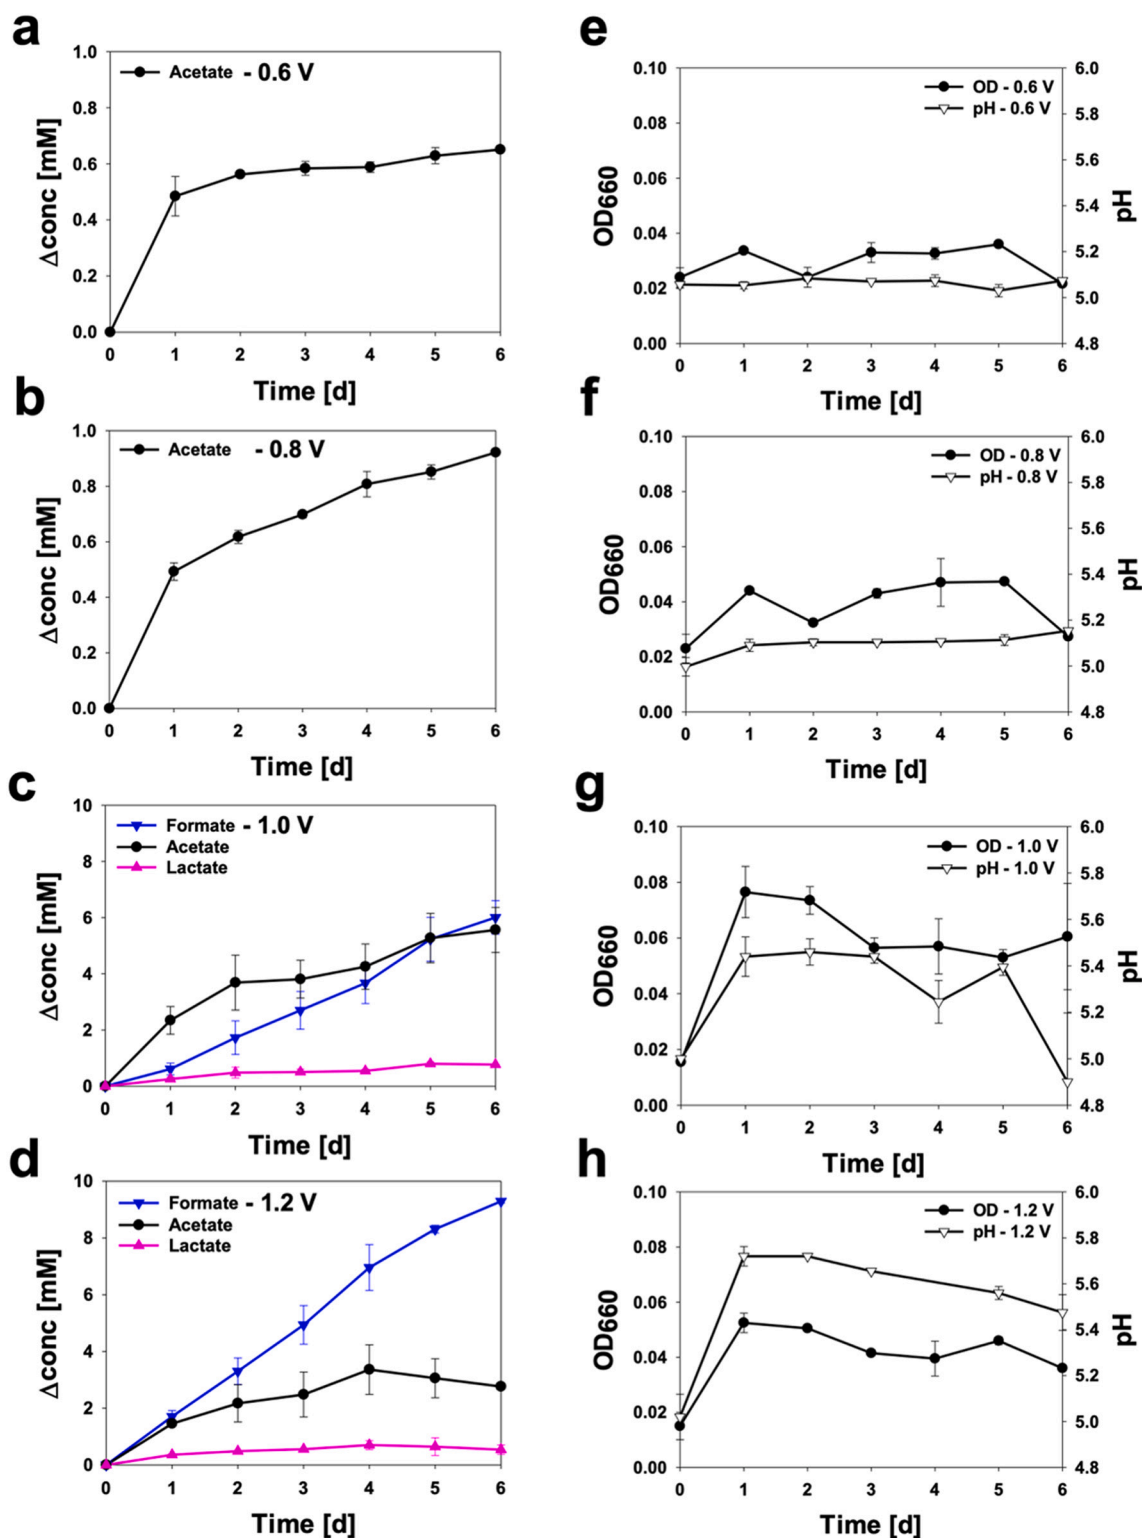 a
1.0
0.8
0.6
0.4
0.2
0.0
Δconc [mM]
Acetate - 0.6 V
0 1 2 3 4 5 6
Time [d]
e
0.10
0.08
0.06
0.04
0.02
0.00
OD660
OD - 0.6 V
pH - 0.6 V
6.0
5.8
5.6
5.4
5.2
5.0
4.8
pH
0 1 2 3 4 5 6
Time [d]
b
1.0
0.8
0.6
0.4
0.2
0.0
Δconc [mM]
Acetate - 0.8 V
0 1 2 3 4 5 6
Time [d]
f
0.10
0.08
0.06
0.04
0.02
0.00
OD660
OD - 0.8 V
pH - 0.8 V
6.0
5.8
5.6
5.4
5.2
5.0
4.8
pH
0 1 2 3 4 5 6
Time [d]
c
10
8
6
4
2
0
Δconc [mM]
Formate - 1.0 V
Acetate
Lactate
0 1 2 3 4 5 6
Time [d]
g
0.10
0.08
0.06
0.04
0.02
0.00
OD660
OD - 1.0 V
pH - 1.0 V
6.0
5.8
5.6
5.4
5.2
5.0
4.8
pH
0 1 2 3 4 5 6
Time [d]
d
10
8
6
4
2
0
Δconc [mM]
Formate - 1.2 V
Acetate
Lactate
0 1 2 3 4 5 6
Time [d]
h
0.10
0.08
0.06
0.04
0.02
0.00
OD660
OD - 1.2 V
pH - 1.2 V
6.0
5.8
5.6
5.4
5.2
5.0
4.8
pH
0 1 2 3 4 5 6
Time [d]